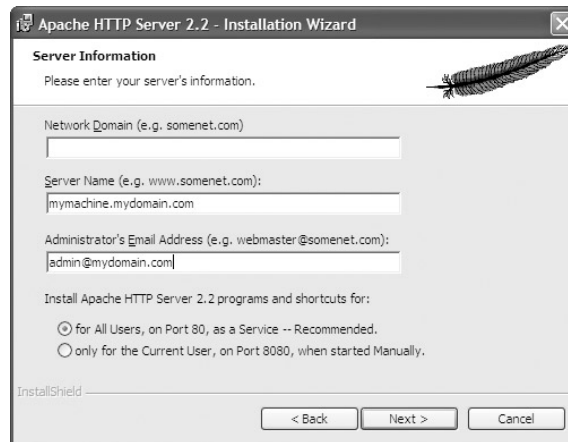 Apache HTTP Server 2.2 - Installation Wizard
Server Information
Please enter your server's information.
Network Domain (e.g. somenet.com)
Server Name (e.g. www.somenet.com):
mymachine.mydomain.com
Administrator's Email Address (e.g. webmaster@somenet.com):
admin@mydomain.com
Install Apache HTTP Server 2.2 programs and shortcuts for:
for All Users, on Port 80, as a Service -- Recommended.
only for the Current User, on Port 8080, when started Manually.
InstallShield
< Back Next > Cancel